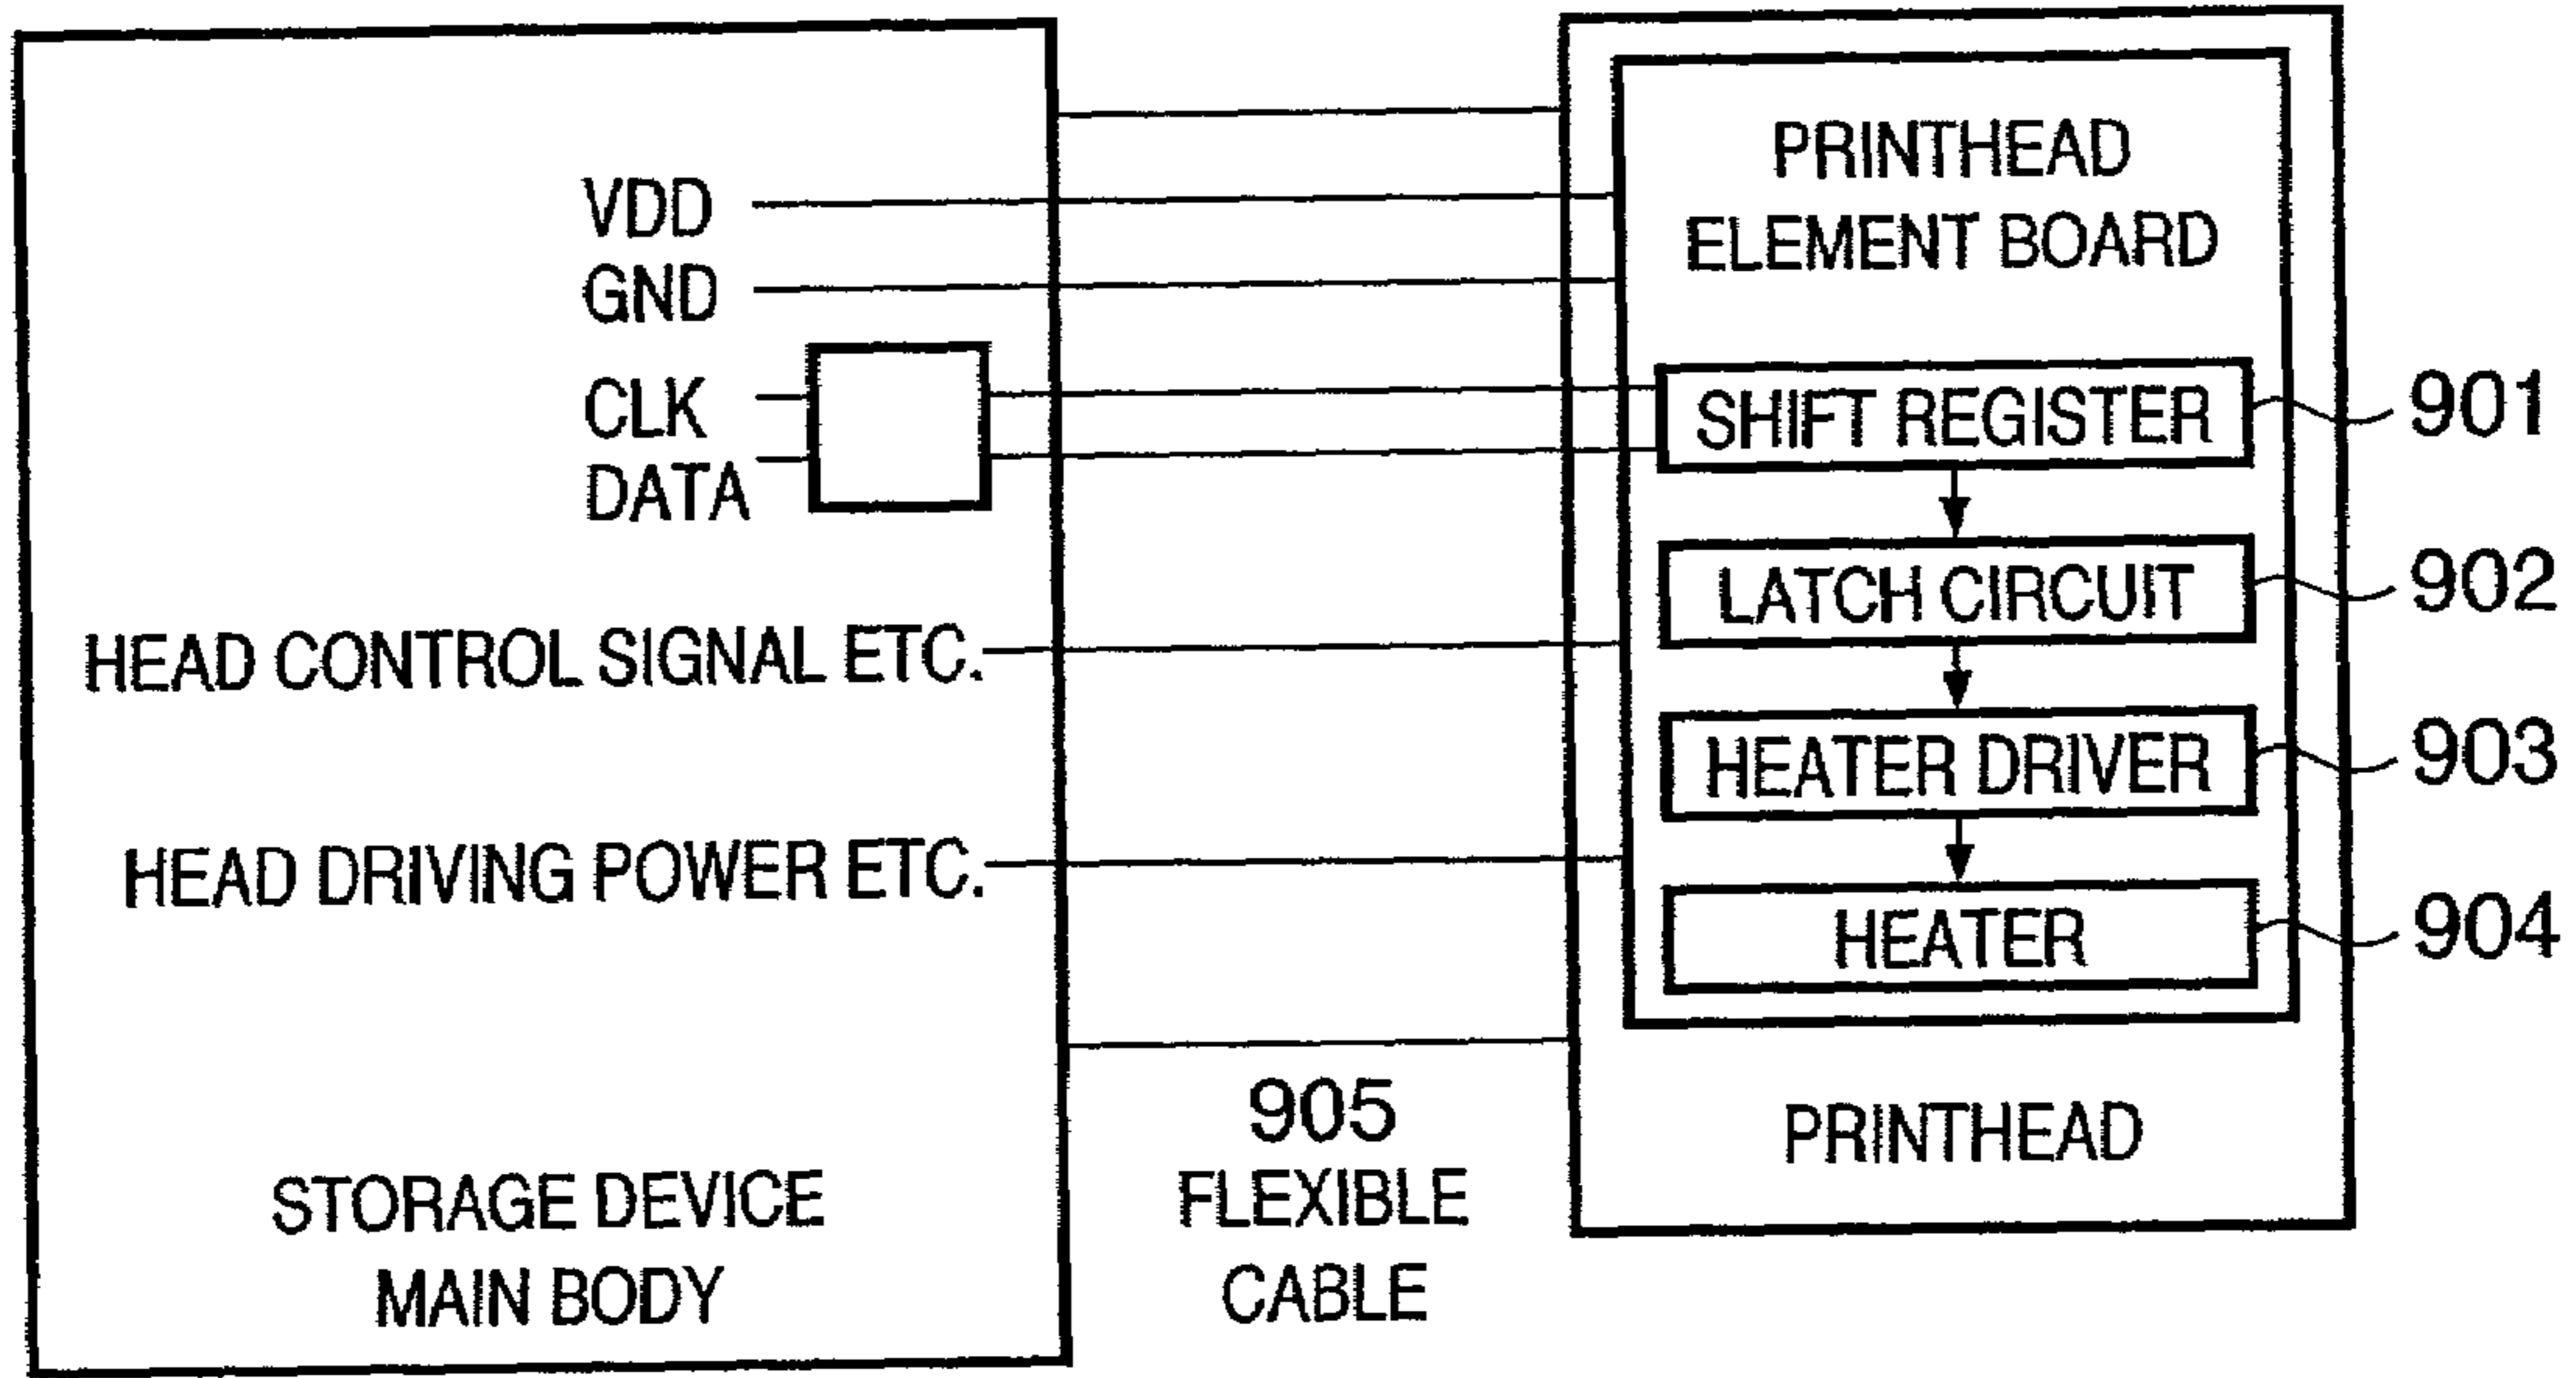 VDD
GND
CLK
DATA
HEAD CONTROL SIGNAL ETC.
HEAD DRIVING POWER ETC.
STORAGE DEVICE
MAIN BODY
905
FLEXIBLE
CABLE
PRINTHEAD
ELEMENT BOARD
SHIFT REGISTER
901
LATCH CIRCUIT
902
HEATER DRIVER
903
HEATER
904
PRINTHEAD